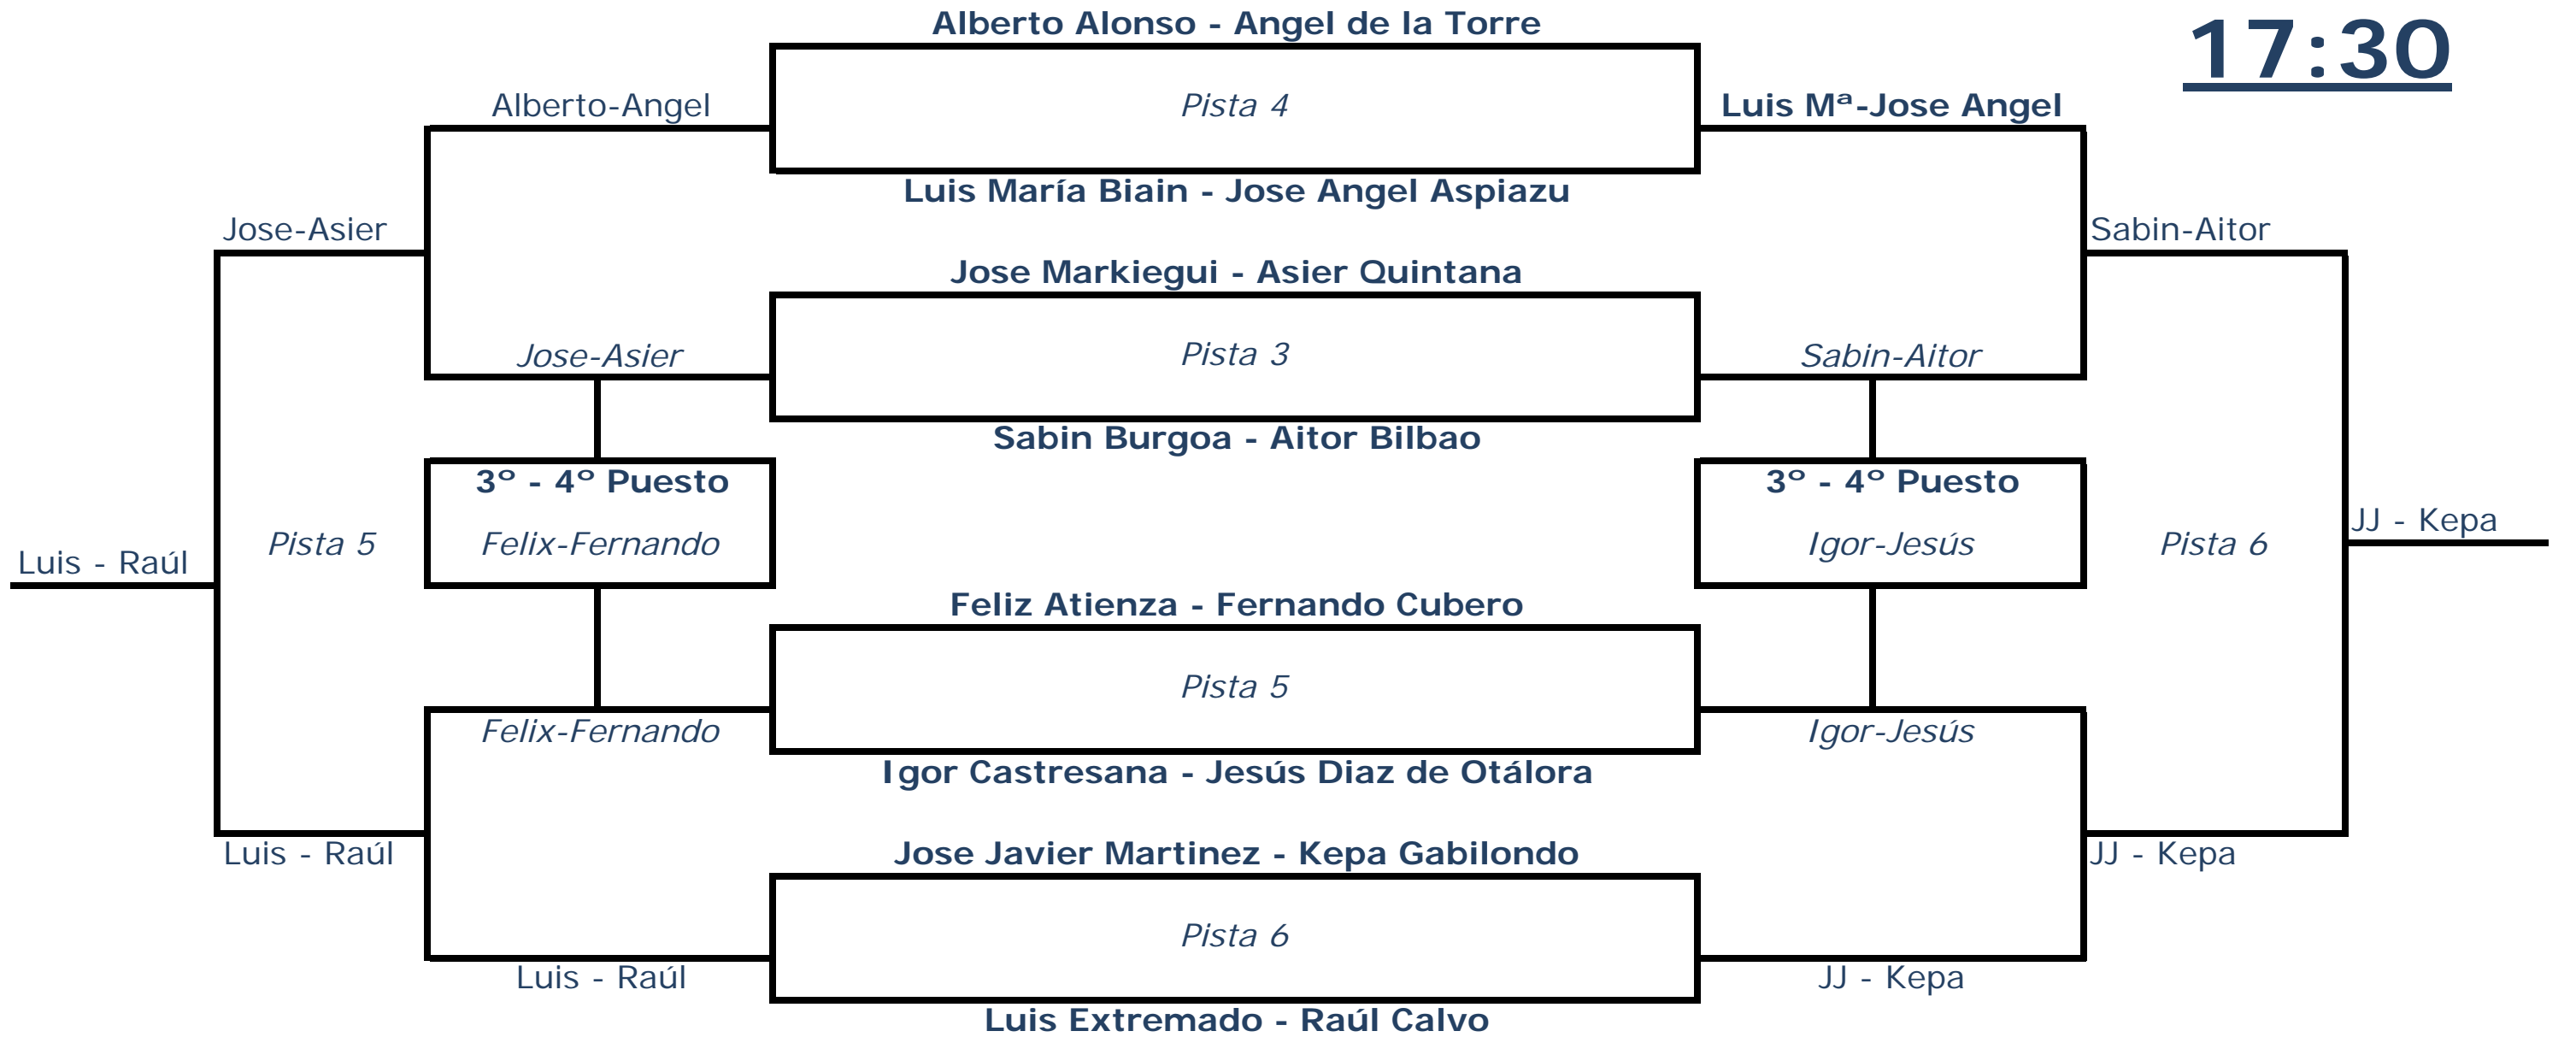 Alberto Alonso - Angel de la Torre
17:30
Alberto-Angel
Pista 4
Luis Mª-Jose Angel
Luis María Biain - Jose Angel Aspiazu
Jose-Asier
Sabin-Aitor
Jose Markiegui - Asier Quintana
Jose-Asier
Pista 3
Sabin-Aitor
Sabin Burgoa - Aitor Bilbao
3º - 4º Puesto
3º - 4º Puesto
Luis - Raúl
Pista 5
Felix-Fernando
Igor-Jesús
Pista 6
JJ - Kepa
Feliz Atienza - Fernando Cubero
Pista 5
Felix-Fernando
Igor-Jesús
Igor Castresana - Jesús Diaz de Otálora
Luis - Raúl
Jose Javier Martinez - Kepa Gabilondo
JJ - Kepa
Pista 6
Luis - Raúl
JJ - Kepa
Luis Extremado - Raúl Calvo